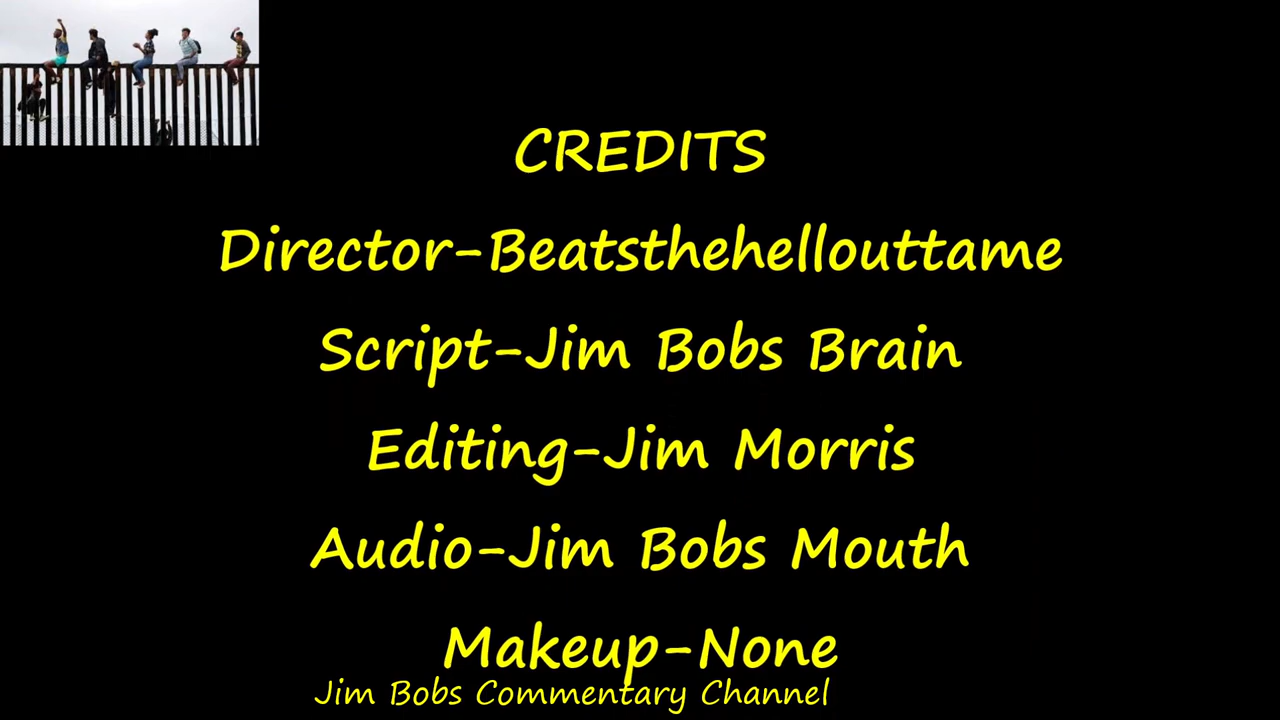 CREDITS
Director-Beatsthehellouttame
Script-Jim Bobs Brain
Editing-Jim Morris
Audio-Jim Bobs Mouth
Makeup-None
Jim Bobs Commentary Channel